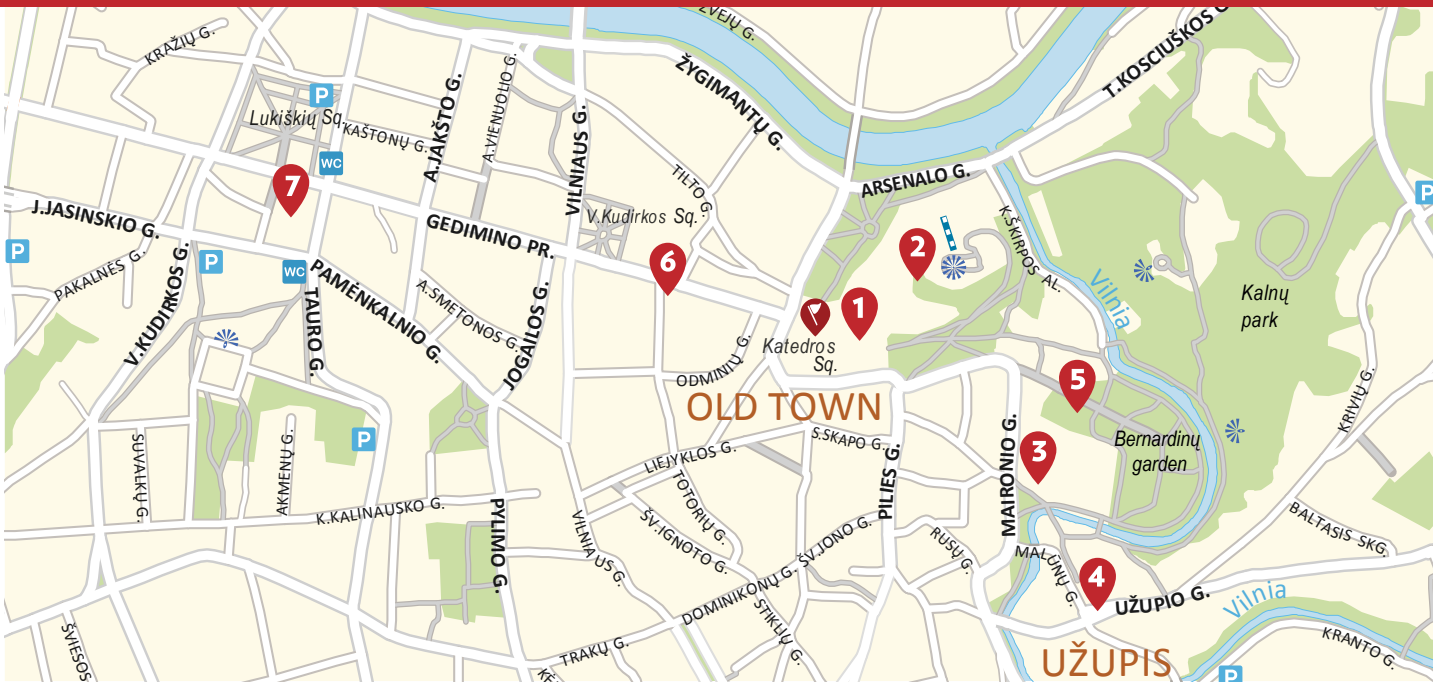 ŽVEJŲ G.
KRAŽIŲ G.
T.KOSCIUŠKOS G
ŽYGIMANTŲ G.
A.JAKŠTO G.
A.VIENUOLIO G.
VILNIAUS G.
P
Lukiškių Sq.
KAŠTONŲ G.
WC
7
TILTO G.
ARSENALO G.
K.ŠKIRPOS AL.
P
J.JASINSKIO G.
GEDIMINO PR.
V.Kudirkos Sq.
6
2
P
PAKALNĖS G.
V.KUDIRKOS G.
P
WC
TAURO G.
PAMĖNKALNIO G.
A.SMETONOS G.
JOGAILOS G.
1
Katedros
Sq.
Vilnia
Kalnų
park
ODMINIŲ G.
OLD TOWN
5
KRIVIŲ G.
SUVALKŲ G.
AKMENŲ G.
P
LIEJYKLOS G.
S.SKAPO G.
PILIES G.
MAIRONIO G.
3
Bernardinų
garden
K.KALINAUSKO G.
PYLIMO G.
VILNIAUS G.
TOTORIŲ G.
ŠV.IGNOTO G.
DOMINIKONŲ G.
ŠV.JONO G.
RUSŲ G.
BALTASIS SKG.
MALŪNŲ G.
4
UŽUPIO G.
Vilnia
STIKLIŲ G.
TRAKŲ G.
ŠVIESOS
UŽUPIS
KRANTO G.
P